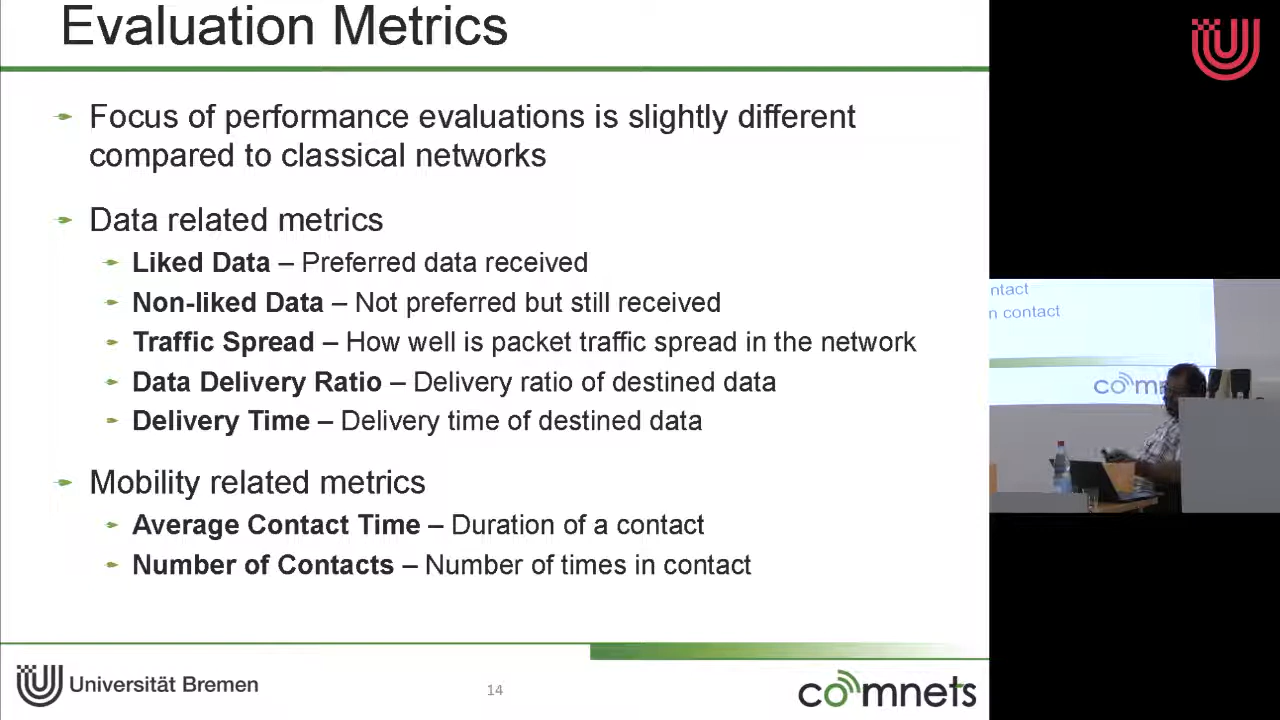 Evaluation Metrics
Focus of performance evaluations is slightly different
compared to classical networks
Data related metrics
Liked Data – Preferred data received
Non-liked Data – Not preferred but still received
Traffic Spread – How well is packet traffic spread in the network
Data Delivery Ratio – Delivery ratio of destined data
Delivery Time – Delivery time of destined data
Mobility related metrics
Average Contact Time – Duration of a contact
Number of Contacts – Number of times in contact
Universität Bremen
14
comnets
ntact
n contact
com